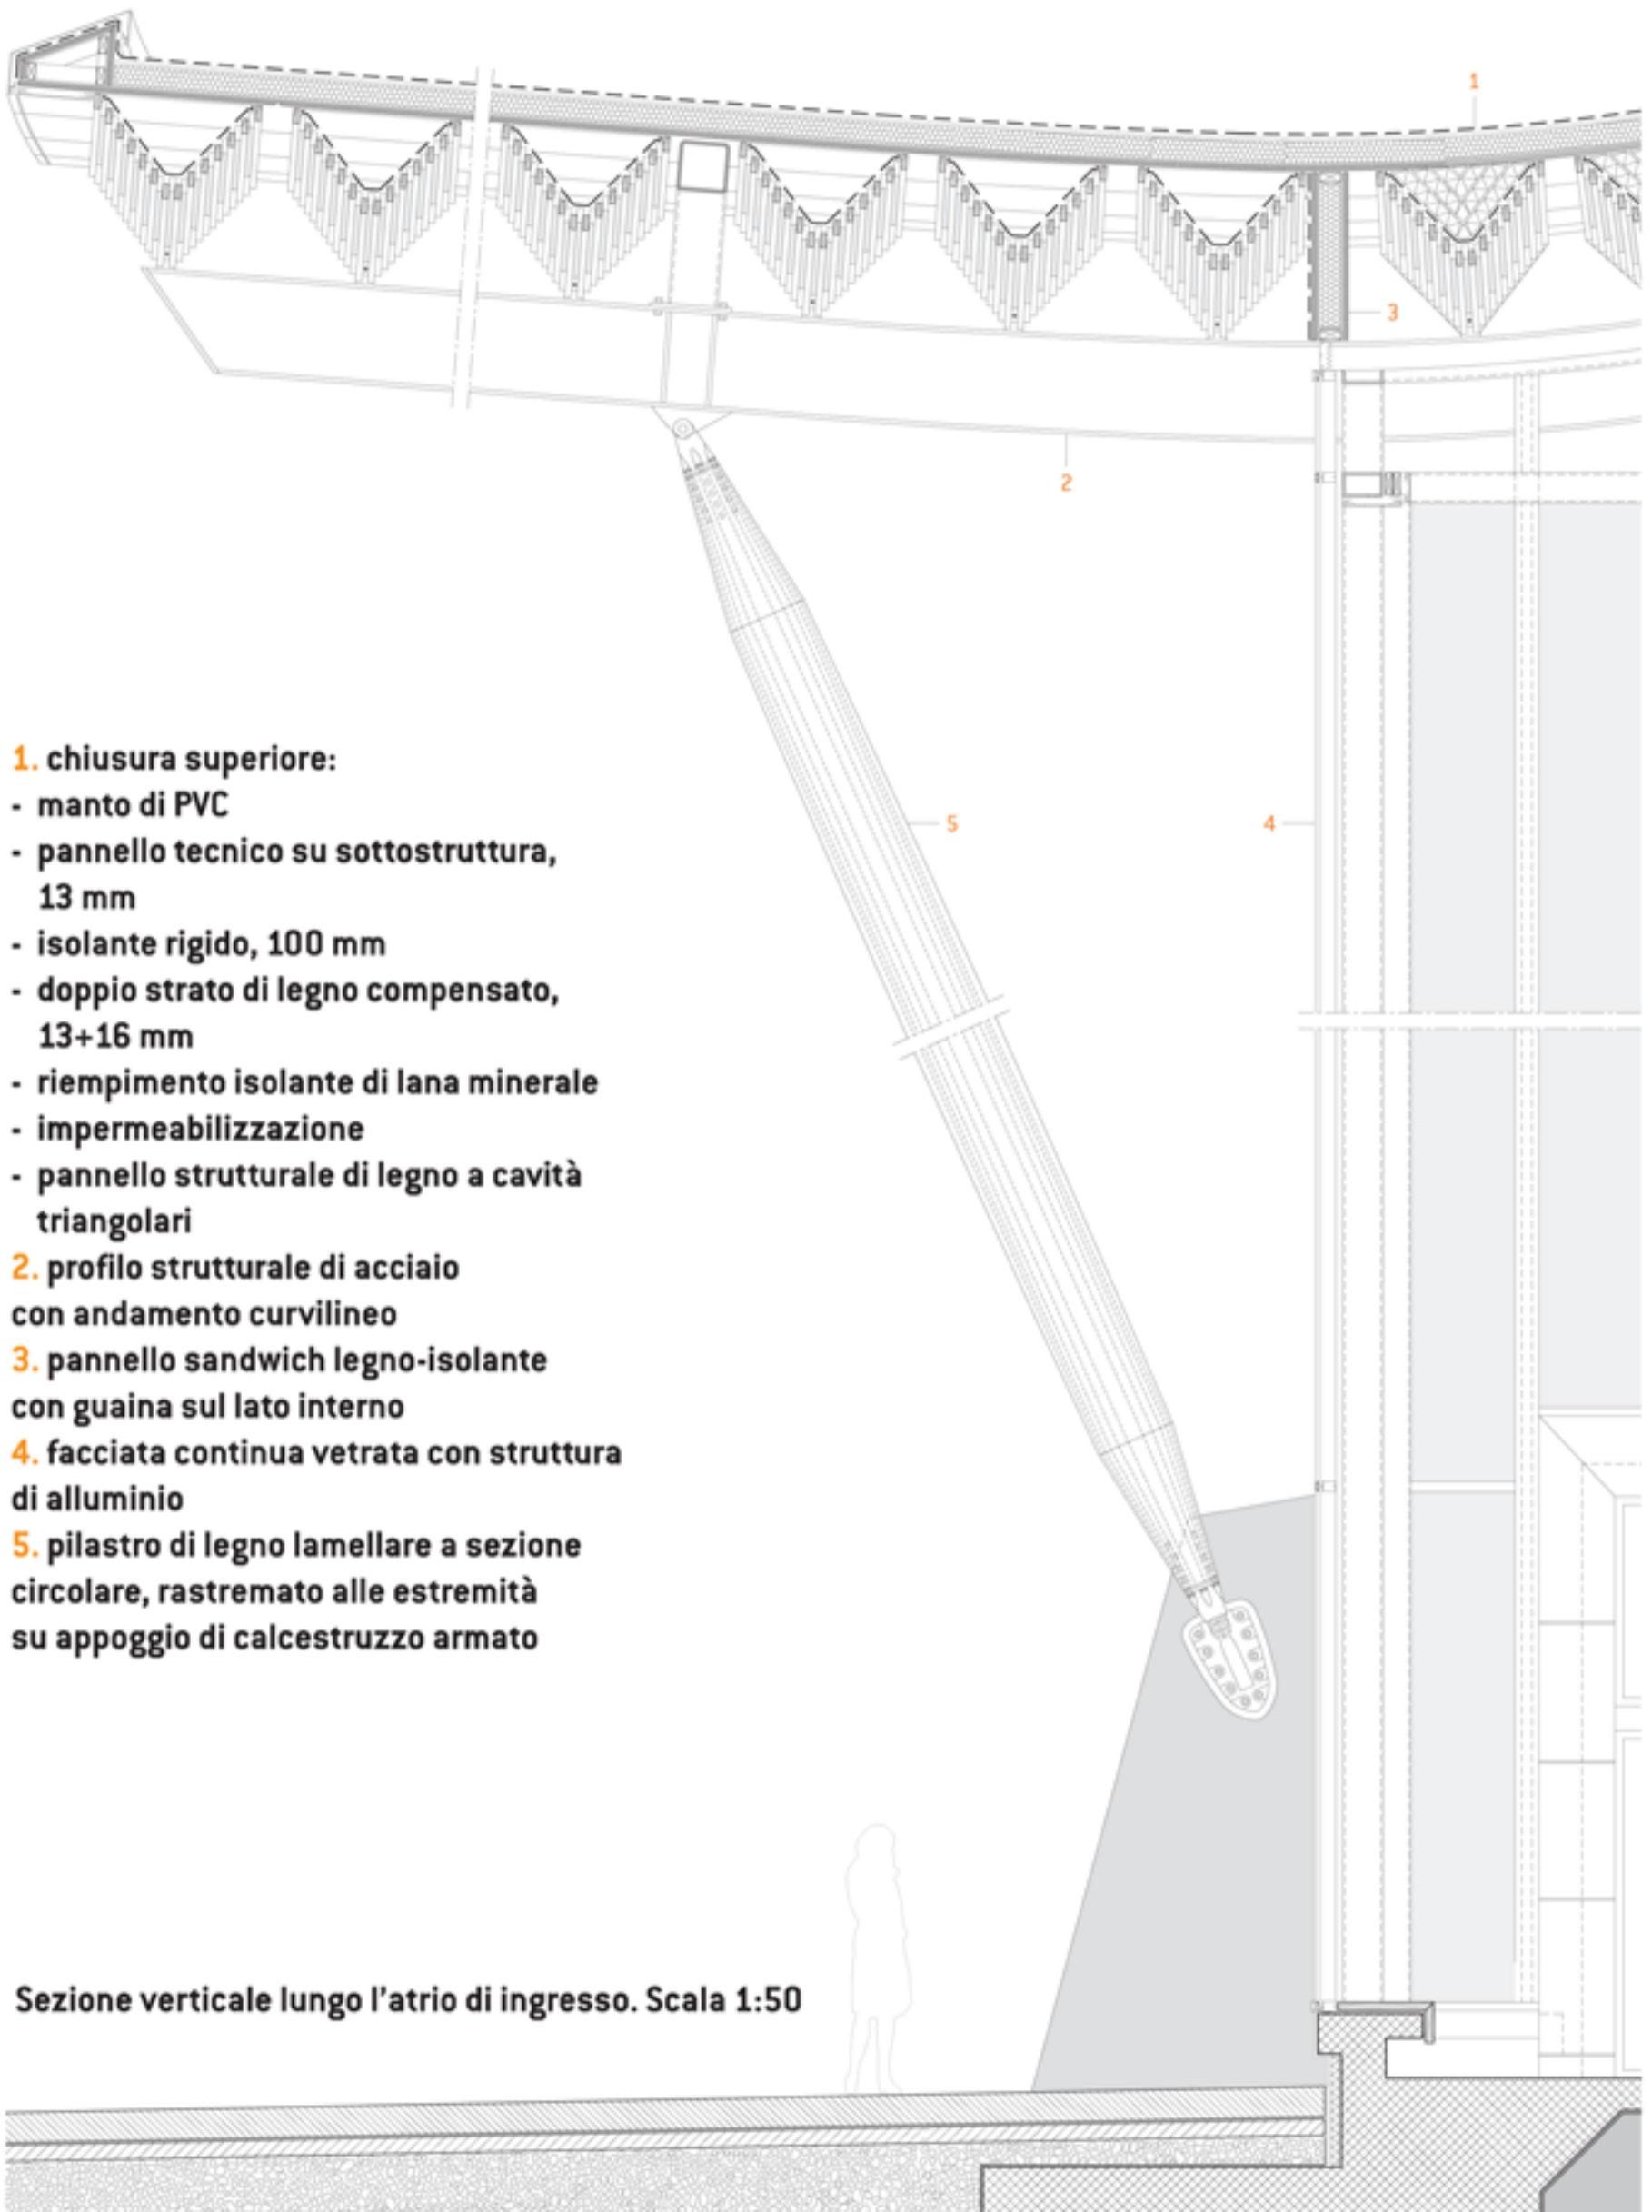 1
3
2
5
4
1. chiusura superiore:
- manto di PVC
- pannello tecnico su sottostruttura,
13 mm
- isolante rigido, 100 mm
- doppio strato di legno compensato,
13+16 mm
- riempimento isolante di lana minerale
- impermeabilizzazione
- pannello strutturale di legno a cavità
triangolari
2. profilo strutturale di acciaio
con andamento curvilineo
3. pannello sandwich legno-isolante
con guaina sul lato interno
4. facciata continua vetrata con struttura
di alluminio
5. pilastro di legno lamellare a sezione
circolare, rastremato alle estremità
su appoggio di calcestruzzo armato
Sezione verticale lungo l'atrio di ingresso. Scala 1:50